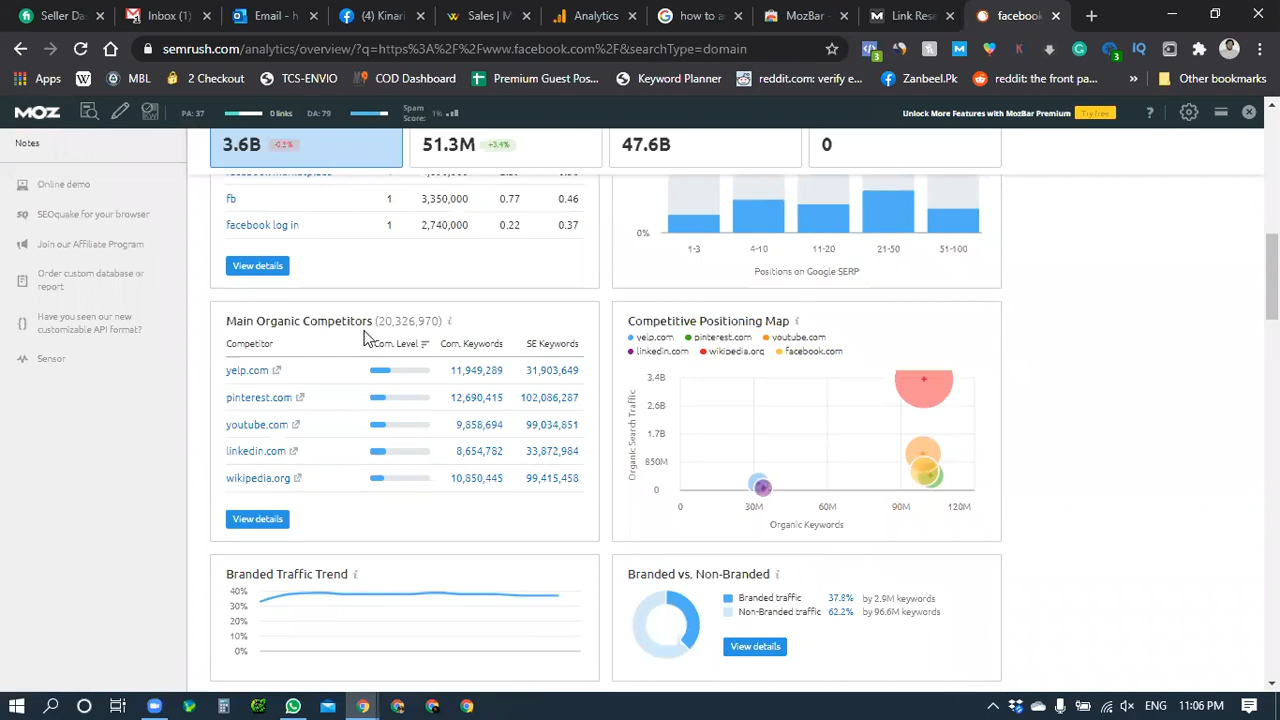 Seller Da
Inbox (1)
Email - h
(4) Kin
Sales | M
Analytics
how to a
MozBar -
Link Res
facebook
semrush.com/analytics/overview/?q=https%3A%2F%2Fwww.facebook.com%2F&searchType=domain
3
3
Apps
MBL
2 Checkout
TCS-ENVIO
COD Dashboard
Premium Guest Pos...
Keyword Planner
reddit.com: verify e...
Zanbeel.Pk
reddit: the front pa...
»
Other bookmarks
MOZ
PA: 37
0 links
DA: 79
Spam
Score: 1%
Unlock More Features with MozBar Premium
Try free
Notes
Online demo
SEOquake for your browser
Join our Affiliate Program
Order custom database or
report
Have you seen our new
customizable API format?
Sensor
3.6B
51.3M +3.4%
47.6B
0
fb 1 3,350,000 0.77 0.46
facebook log in 1 2,740,000 0.22 0.37
View details
0%
1-3 4-10 11-20 21-50 51-100
Positions on Google SERP
Main Organic Competitors (20,326,970) i
Competitor Com. Level Com. Keywords SE Keywords
yelp.com 11,949,289 31,903,649
pinterest.com 12,690,415 102,086,287
youtube.com 9,858,694 99,034,851
linkedin.com 8,654,782 33,872,984
wikipedia.org 10,850,445 99,415,458
View details
Competitive Positioning Map i
yelp.com pinterest.com youtube.com
linkedin.com wikipedia.org facebook.com
Organic Search Traffic
3.4B
2.6B
1.7B
850M
0
0 30M 60M 90M 120M
Organic Keywords
Branded Traffic Trend i
40%
30%
20%
10%
0%
Branded vs. Non-Branded i
Branded traffic 37.8% by 2.9M keywords
Non-Branded traffic 62.2% by 96.6M keywords
View details
ENG 11:06 PM